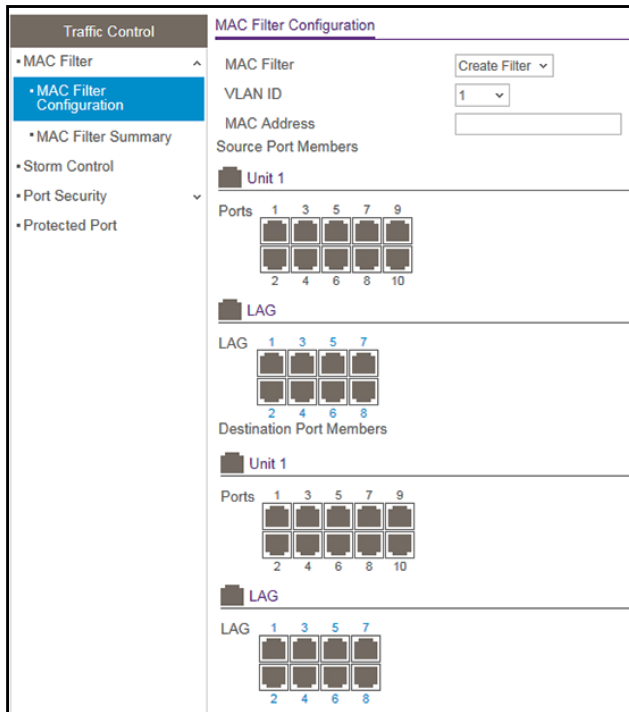 Traffic Control
MAC Filter
MAC Filter
Configuration
MAC Filter Summary
Storm Control
Port Security
Protected Port
MAC Filter Configuration
MAC Filter Create Filter
VLAN ID 1
MAC Address
Source Port Members
Unit 1
Ports 1 3 5 7 9
2 4 6 8 10
LAG
LAG 1 3 5 7
2 4 6 8
Destination Port Members
Unit 1
Ports 1 3 5 7 9
2 4 6 8 10
LAG
LAG 1 3 5 7
2 4 6 8